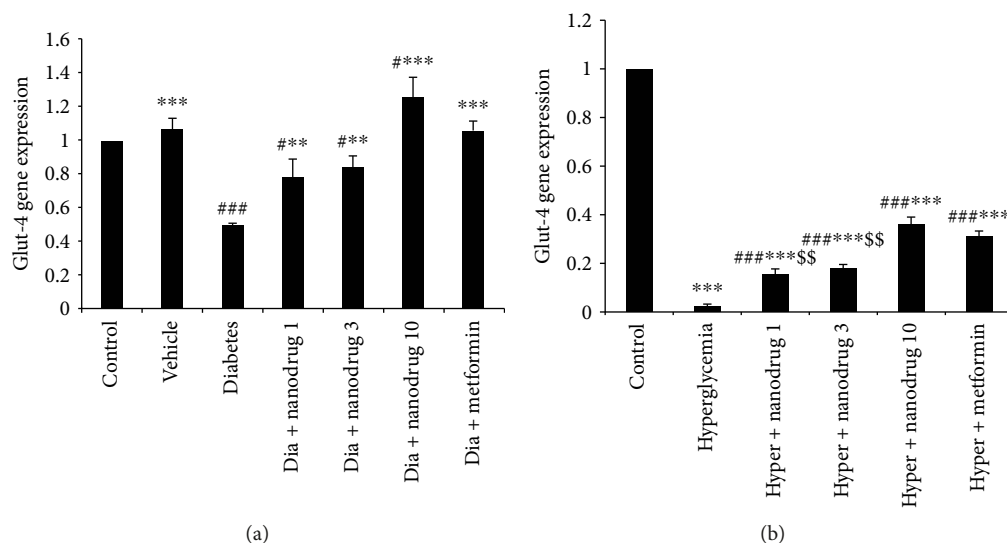 Glut-4 gene expression
1.6
1.4
1.2
1
0.8
0.6
0.4
0.2
0
***
###
#**
#**
#***
***
Control
Vehicle
Diabetes
Dia + nanodrug 1
Dia + nanodrug 3
Dia + nanodrug 10
Dia + metformin
(a)
Glut-4 gene expression
1.2
1
0.8
0.6
0.4
0.2
0
***
###***$$
###***$$
###***
###***
Control
Hyperglycemia
Hyper + nanodrug 1
Hyper + nanodrug 3
Hyper + nanodrug 10
Hyper + metformin
(b)